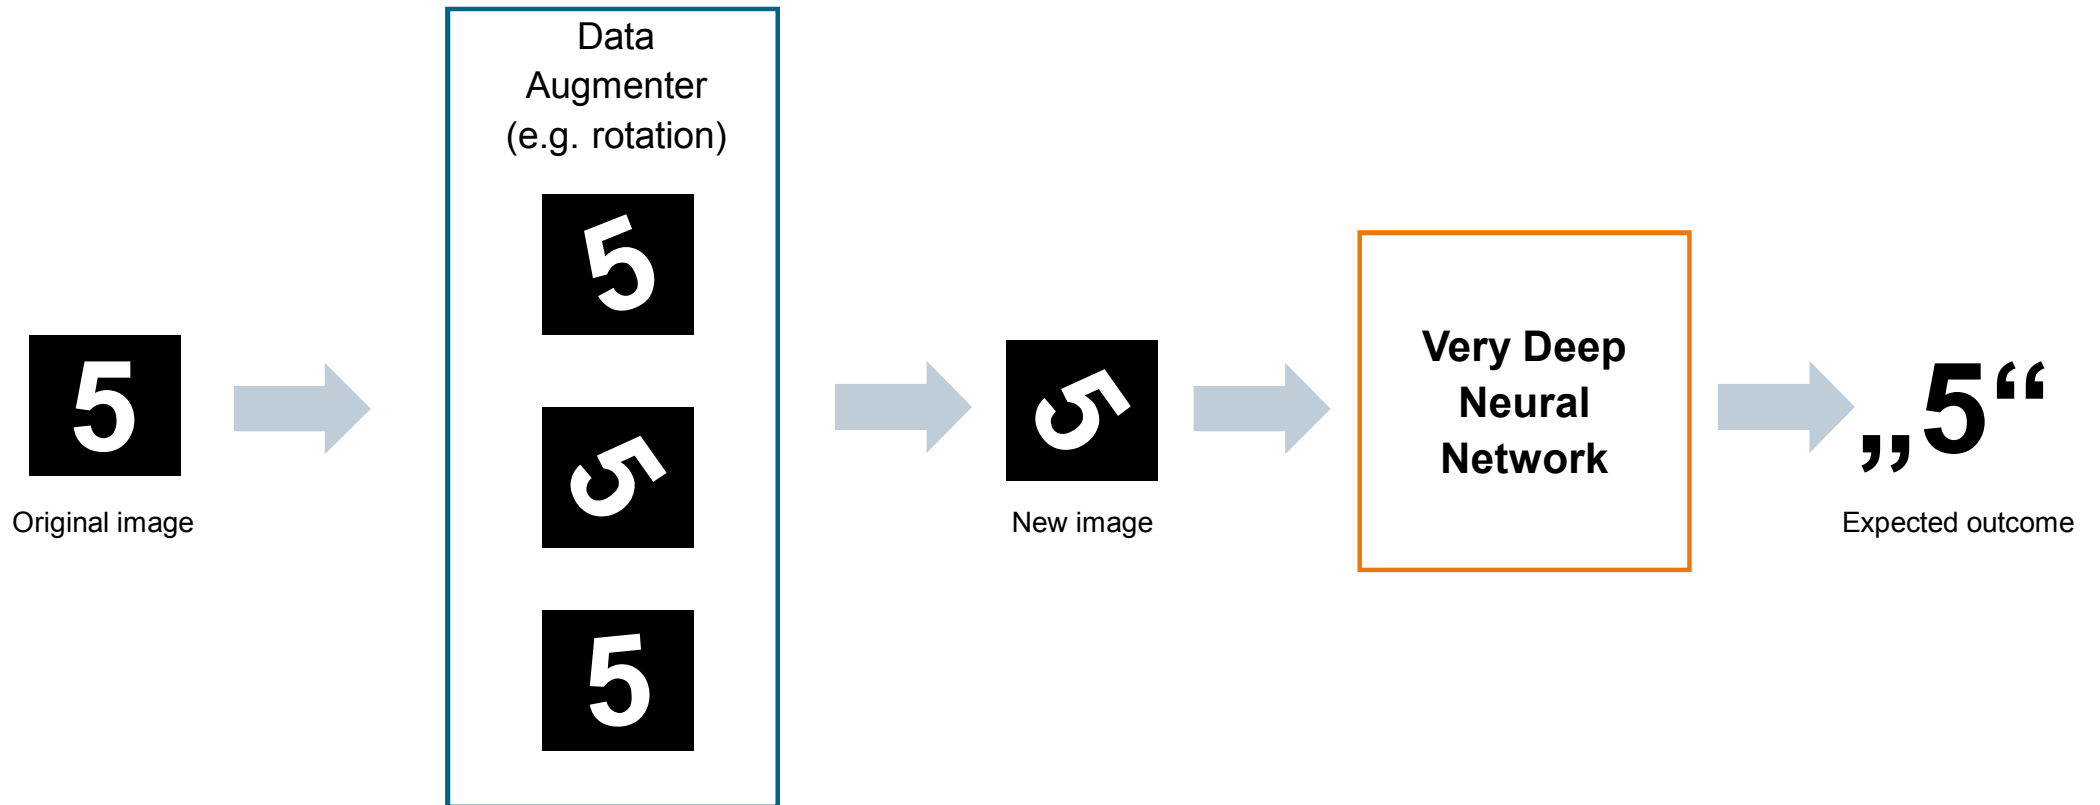 Data
Augmenter
(e.g. rotation)
5
5
5
5
Original image
5
New image
Very Deep
Neural
Network
„5“
Expected outcome